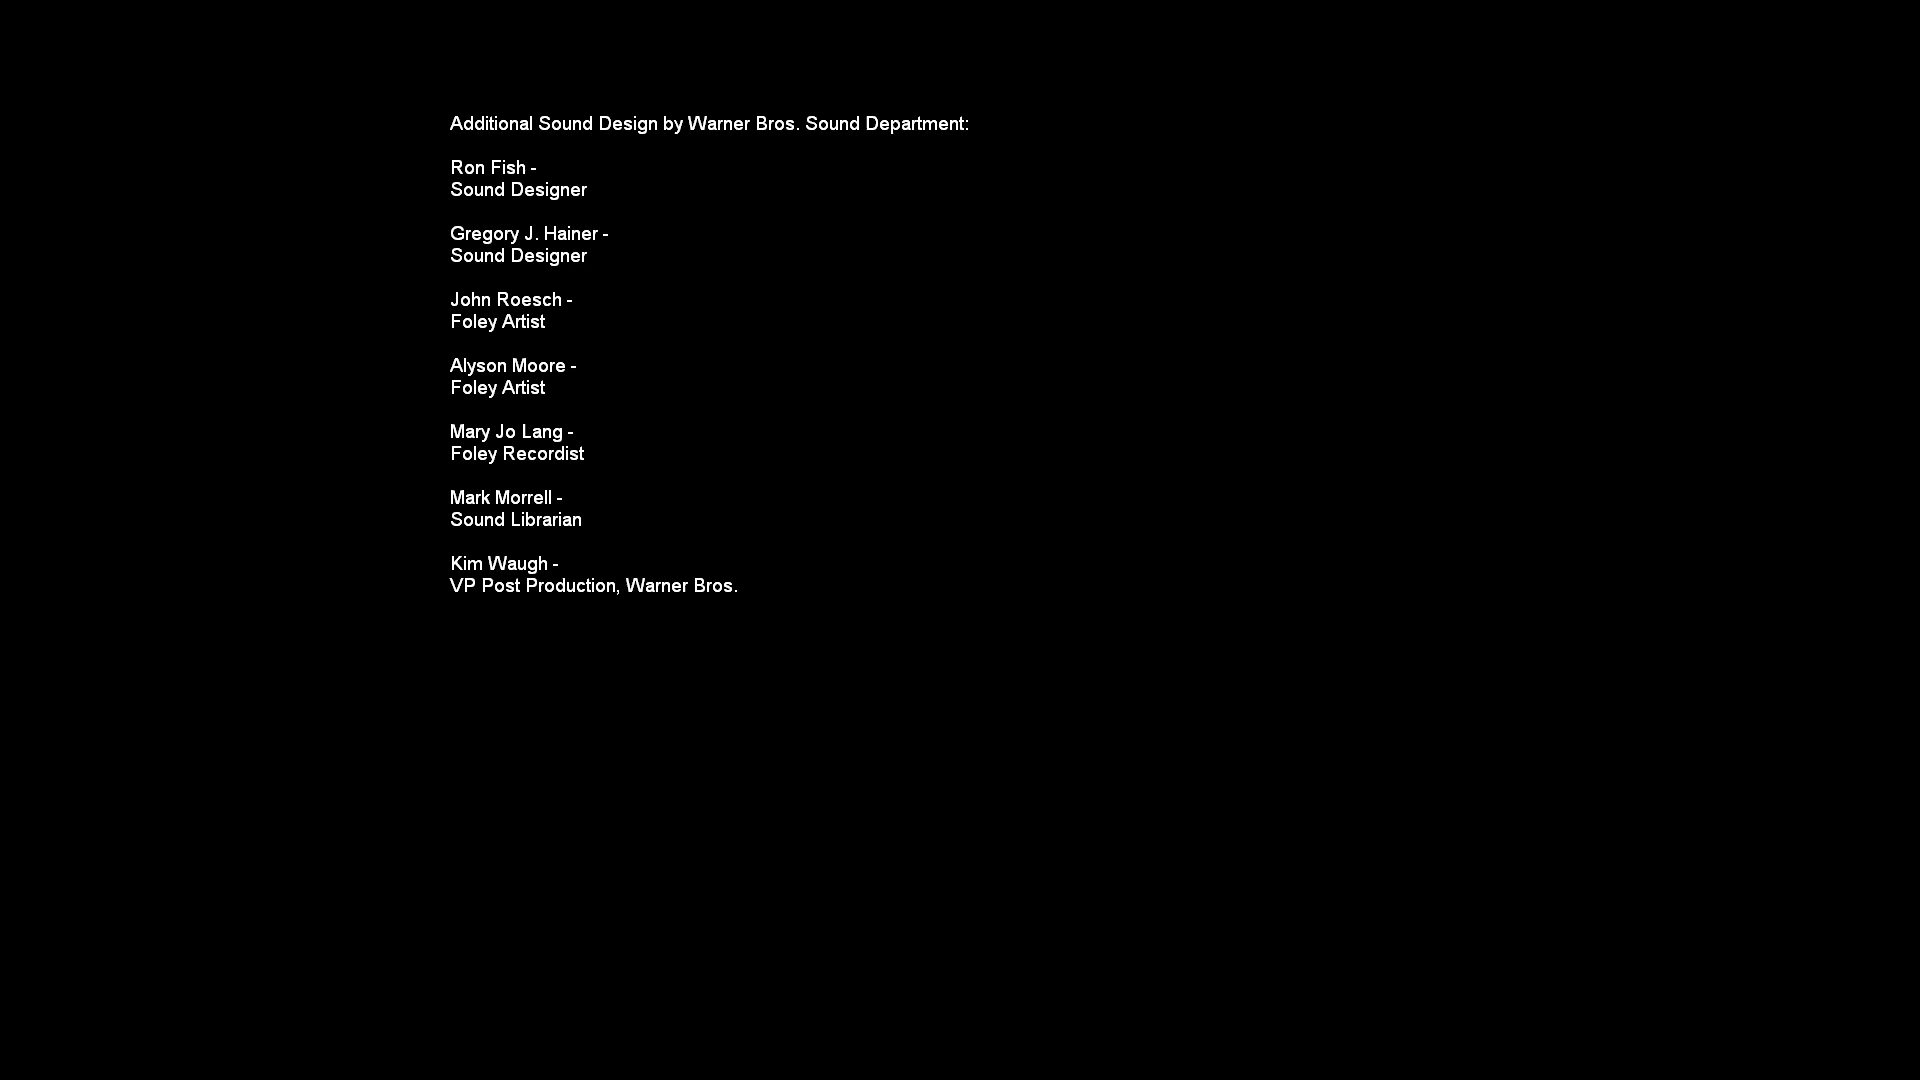 Additional Sound Design by Warner Bros. Sound Department:
Ron Fish -
Sound Designer
Gregory J. Hainer -
Sound Designer
John Roesch -
Foley Artist
Alyson Moore -
Foley Artist
Mary Jo Lang -
Foley Recordist
Mark Morrell -
Sound Librarian
Kim Waugh -
VP Post Production, Warner Bros.